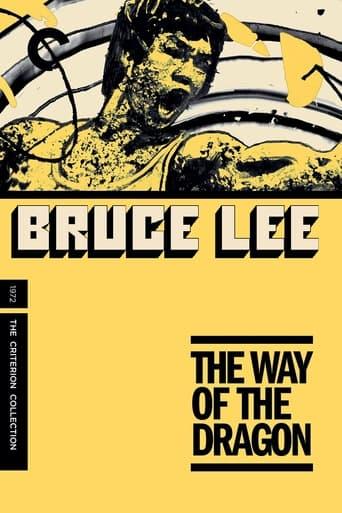 BRUCE LEE
1972
THE CRITERION COLLECTION
THE WAY
OF THE
DRAGON